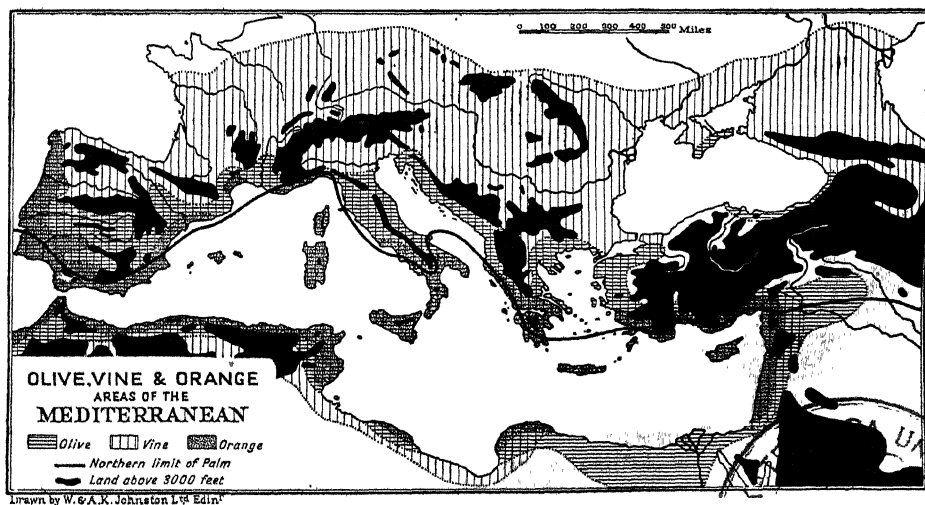 0 100 200 300 400 500 Miles
OLIVE, VINE & ORANGE
AREAS OF THE
MEDITERRANEAN
Olive Vine Orange
Northern limit of Palm
Land above 3000 feet
Drawn by W. & A.K. Johnston Ltd Edinr